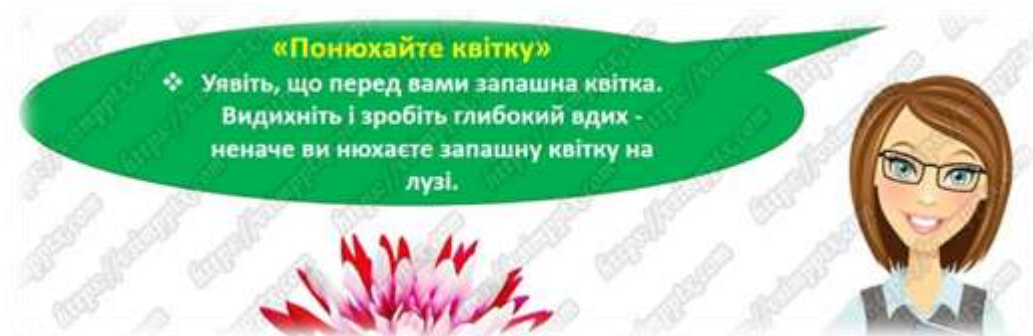 «Понюхайте квітку»
❖ Уявіть, що перед вами запашна квітка.
Видихніть і зробіть глибокий вдих -
неначе ви нюхаєте запашну квітку на
лузі.